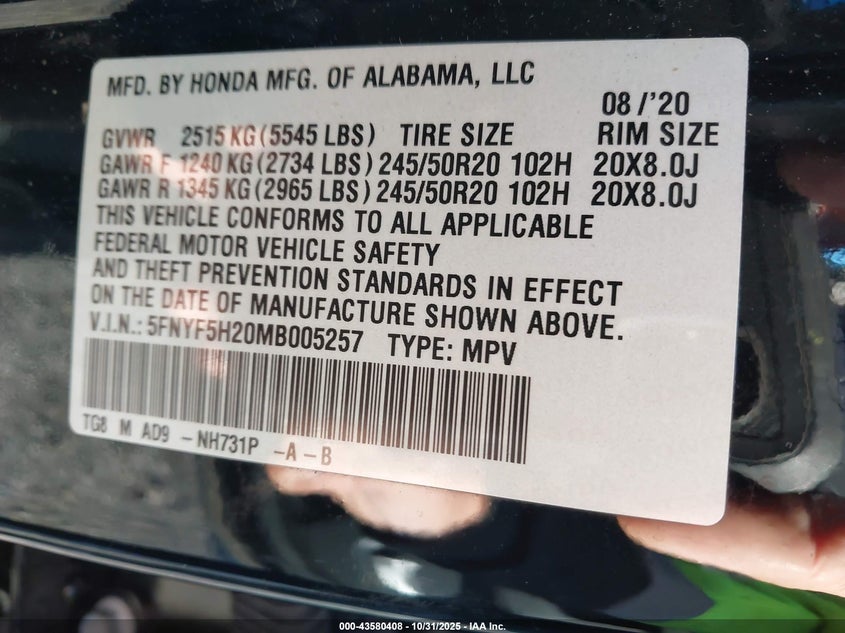 MFD. BY HONDA MFG. OF ALABAMA, LLC
08 /'20
GVWR 2515 KG (5545 LBS) TIRE SIZE RIM SIZE
GAWR F 1240 KG (2734 LBS) 245/50R20 102H 20X8.0J
GAWR R 1345 KG (2965 LBS) 245/50R20 102H 20X8.0J
THIS VEHICLE CONFORMS TO ALL APPLICABLE
FEDERAL MOTOR VEHICLE SAFETY
AND THEFT PREVENTION STANDARDS IN EFFECT
ON THE DATE OF MANUFACTURE SHOWN ABOVE.
V.I.N.: 5FNYF5H20MB005257 TYPE: MPV
TG8 M AD9 - NH731P - A - B
000-43580408 - 10/31/2025 - IAA Inc.